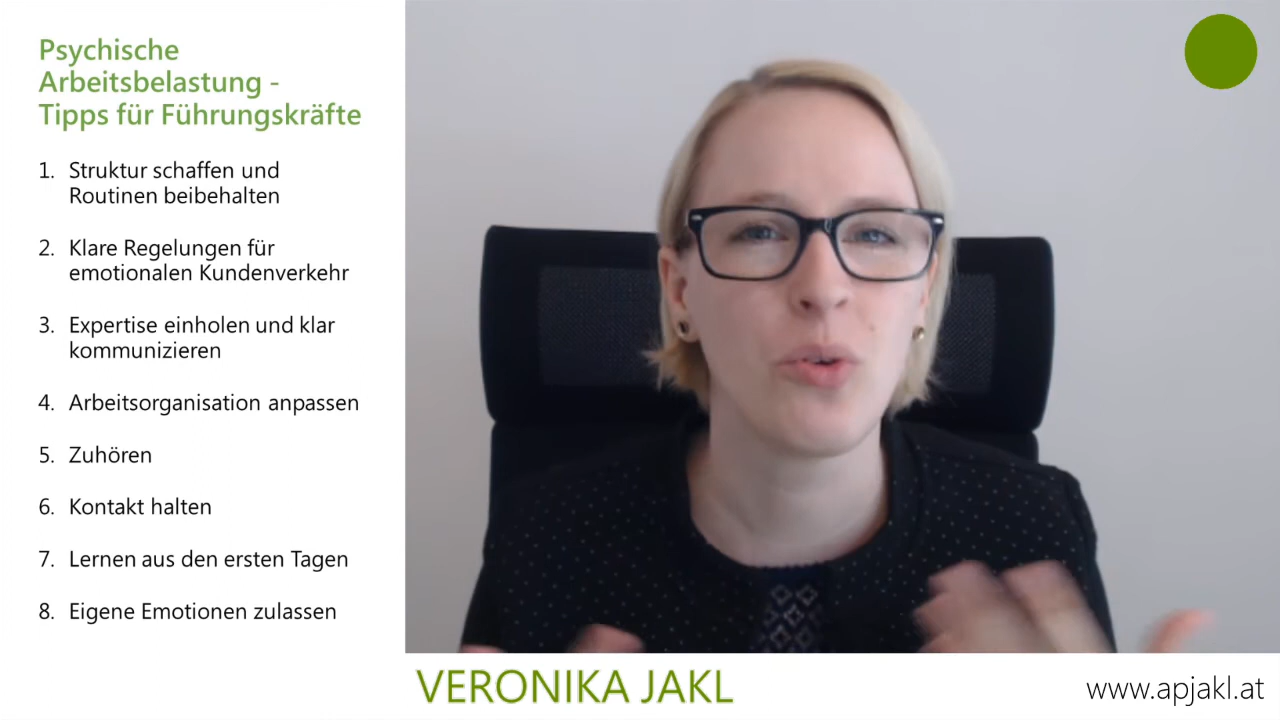 Psychische
Arbeitsbelastung -
Tipps für Führungskräfte
1. Struktur schaffen und
Routinen beibehalten
2. Klare Regelungen für
emotionalen Kundenverkehr
3. Expertise einholen und klar
kommunizieren
4. Arbeitsorganisation anpassen
5. Zuhören
6. Kontakt halten
7. Lernen aus den ersten Tagen
8. Eigene Emotionen zulassen
VERONIKA JAKL
www.apjakl.at